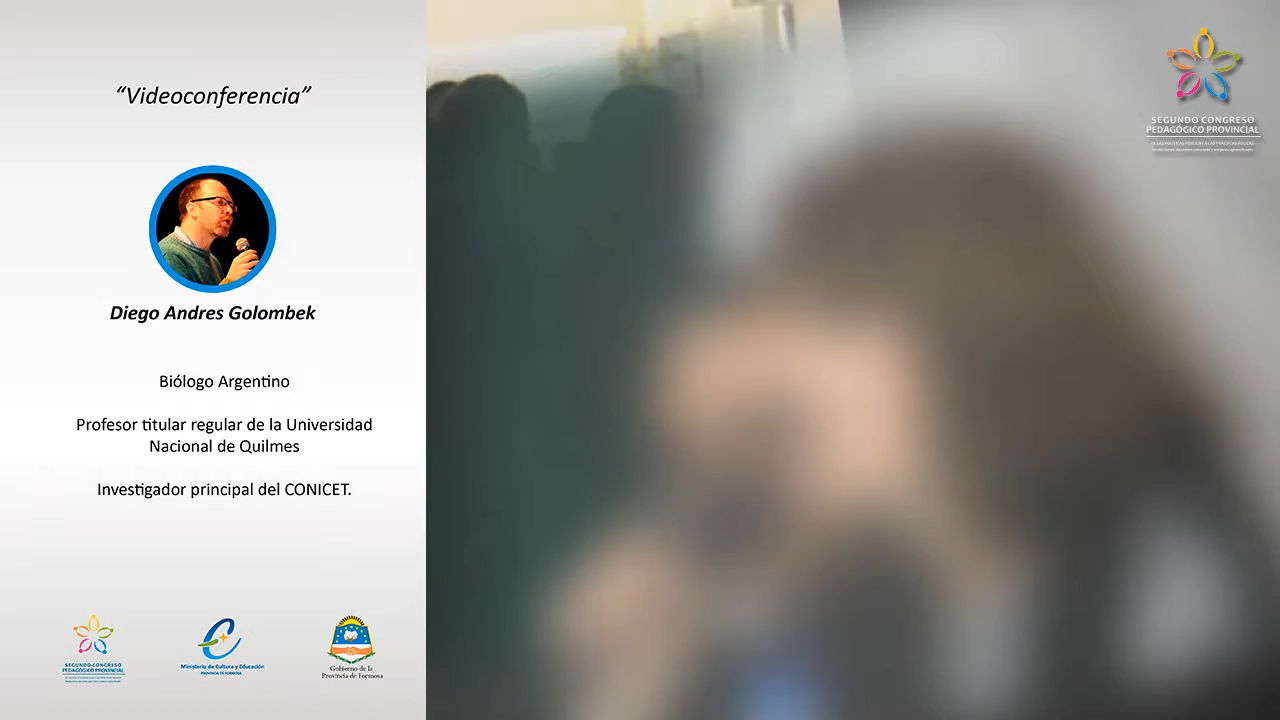 “Videoconferencia”
Diego Andres Golombek
Biólogo Argentino
Profesor titular regular de la Universidad
Nacional de Quilmes
Investigador principal del CONICET.
SEGUNDO CONGRESO
PEDAGÓGICO PROVINCIAL
Ministerio de Cultura y Educación
PROVINCIA DE FORMOSA
Gobierno de la
Provincia de Formosa
SEGUNDO CONGRESO
PEDAGÓGICO PROVINCIAL